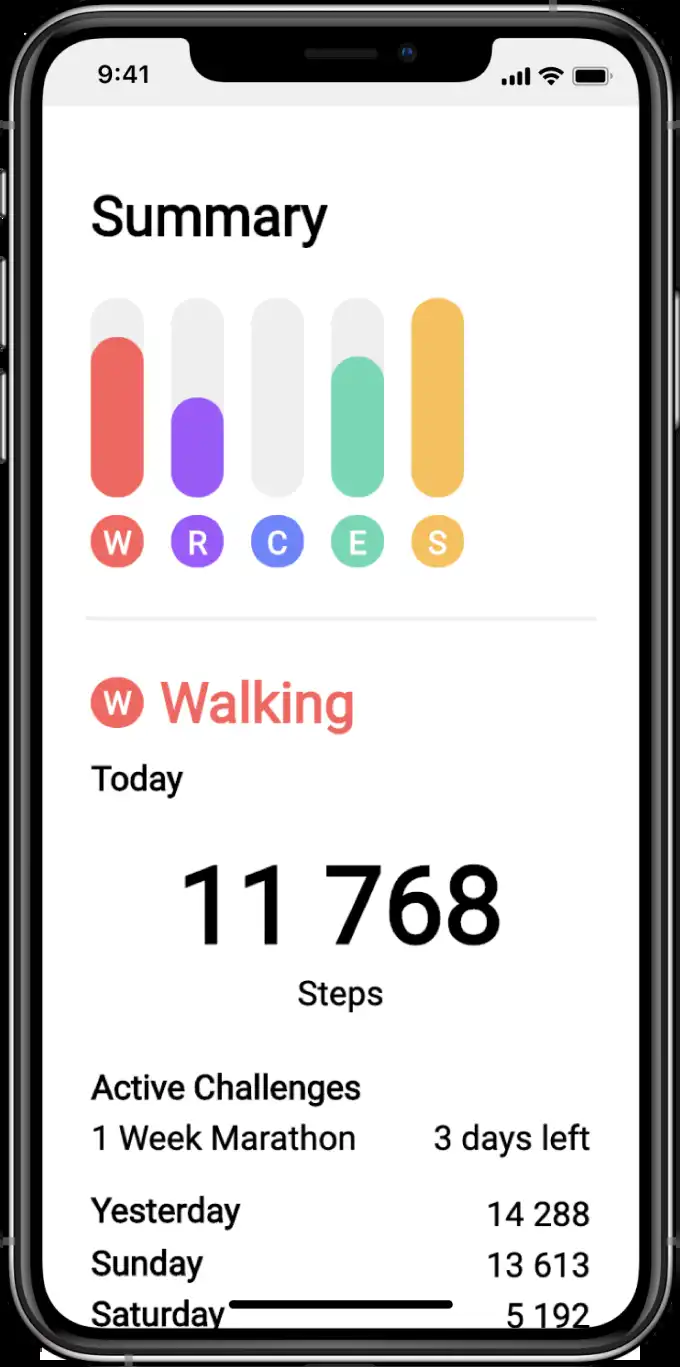 9:41
Summary
W R C E S
W Walking
Today
11 768
Steps
Active Challenges
1 Week Marathon 3 days left
Yesterday 14 288
Sunday 13 613
Saturday 5 192